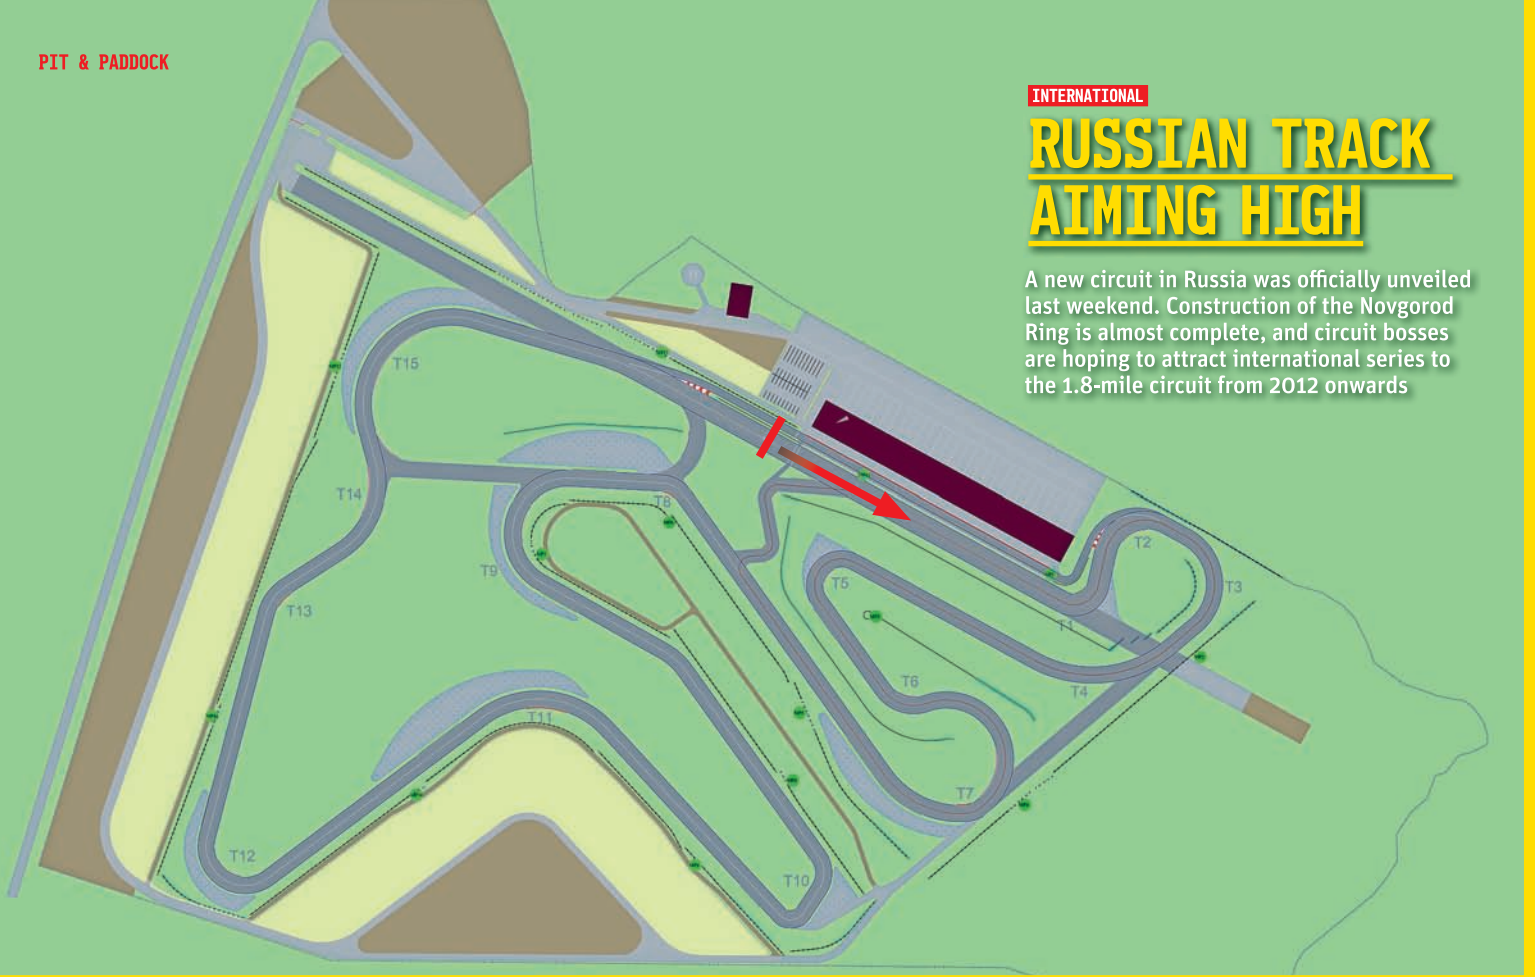 PIT & PADDOCK
INTERNATIONAL
RUSSIAN TRACK
AIMING HIGH
A new circuit in Russia was officially unveiled
last weekend. Construction of the Novgorod
Ring is almost complete, and circuit bosses
are hoping to attract international series to
the 1.8-mile circuit from 2012 onwards
T15
T14
T8
T2
T9
T5
T3
T13
T1
T6
T4
T11
T7
T12
T10